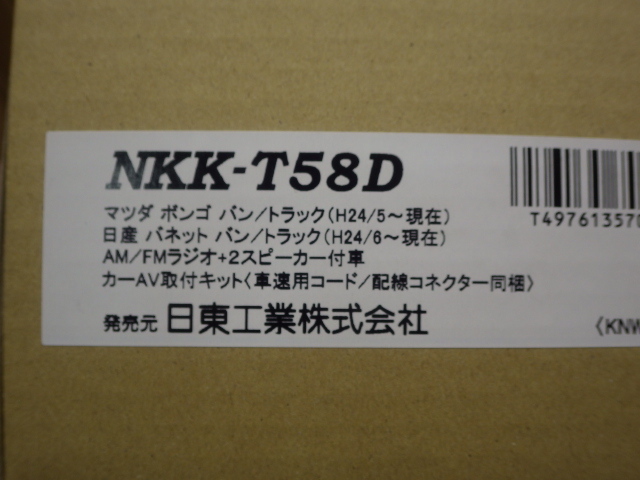 NKK-T58D
マツダ ボンゴ バン/トラック(H24/5～現在)
日産 バネット バン/トラック(H24/6～現在)
AM/FMラジオ+2スピーカー付車
カーAV取付キット〈車速用コード/配線コネクター同梱〉
発売元 日東工業株式会社
T497613570
〈KNW